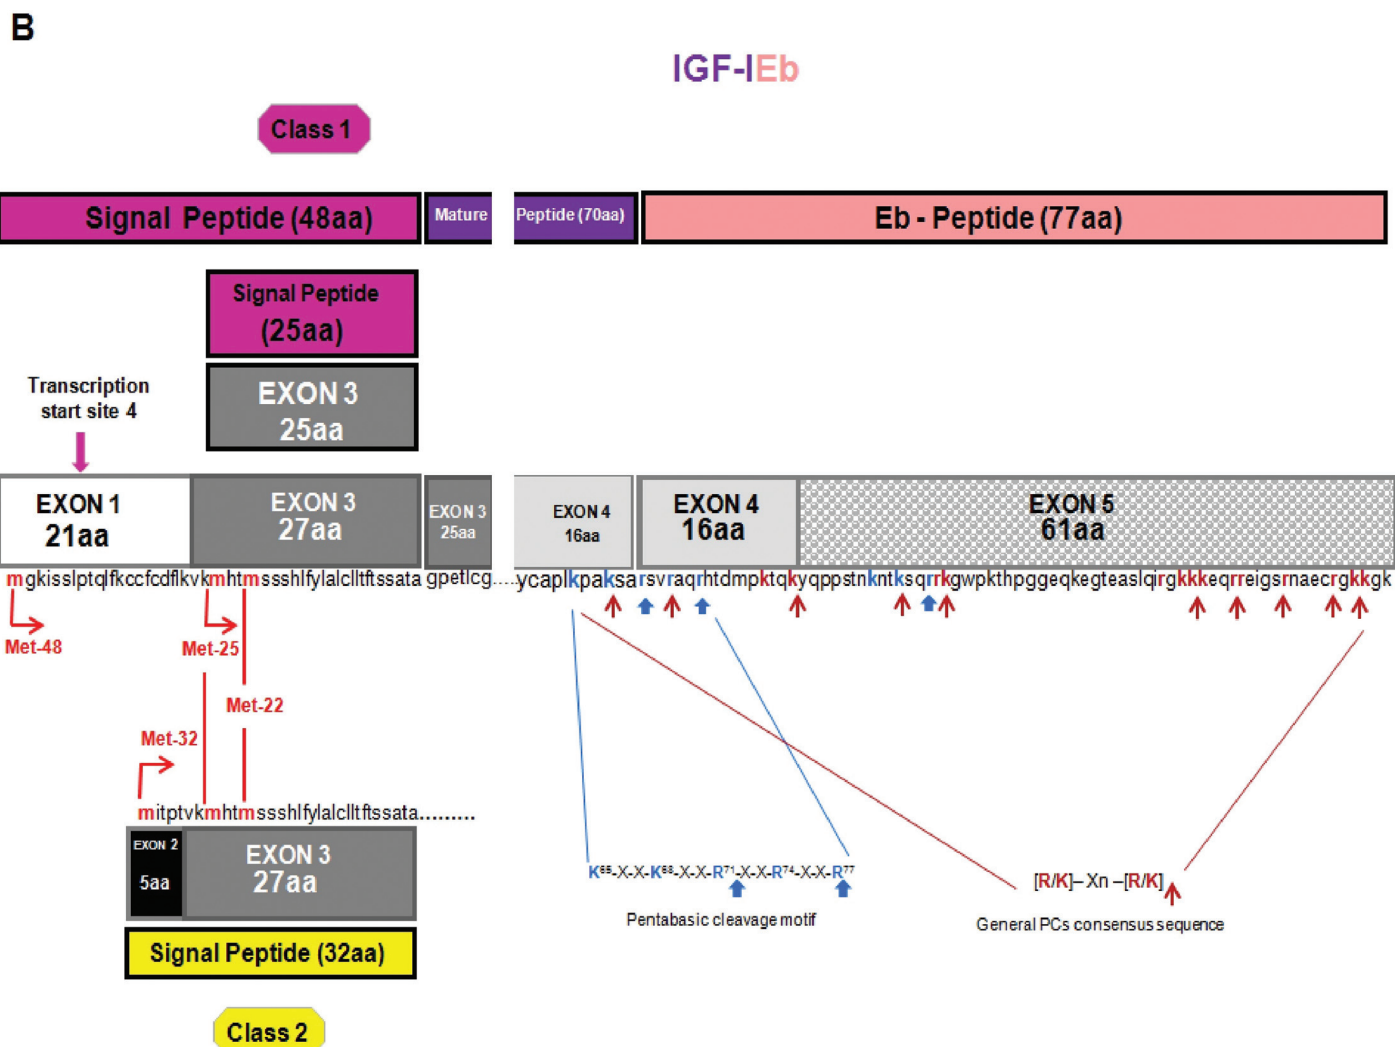 B
IGF-IEb
Class 1
Signal Peptide (48aa)
Mature
Peptide (70aa)
Eb - Peptide (77aa)
Signal Peptide
(25aa)
EXON 3
25aa
Transcription
start site 4
EXON 1
21aa
EXON 3
27aa
EXON 3
25aa
EXON 4
16aa
EXON 4
16aa
EXON 5
61aa
mgkisslptqlfkccfcdflkvkmhtmssshlfylalcllltftssata gpetlcg.....ycaplkpaksarsvraqrhtdmpktqkyqppstnkntksqrrkgwpkthpggeqkegteaslqirgkkkeqrreigsrnaecrgkkgk
Met-48
Met-25
Met-22
Met-32
mitptvkmhtmssshlfylalclltftssata.........
EXON 2
5aa
EXON 3
27aa
K65-X-X-K68-X-X-R71-X-X-R74-X-X-R77
Pentabasic cleavage motif
[R/K]– Xn –[R/K]
General PCs consensus sequence
Signal Peptide (32aa)
Class 2